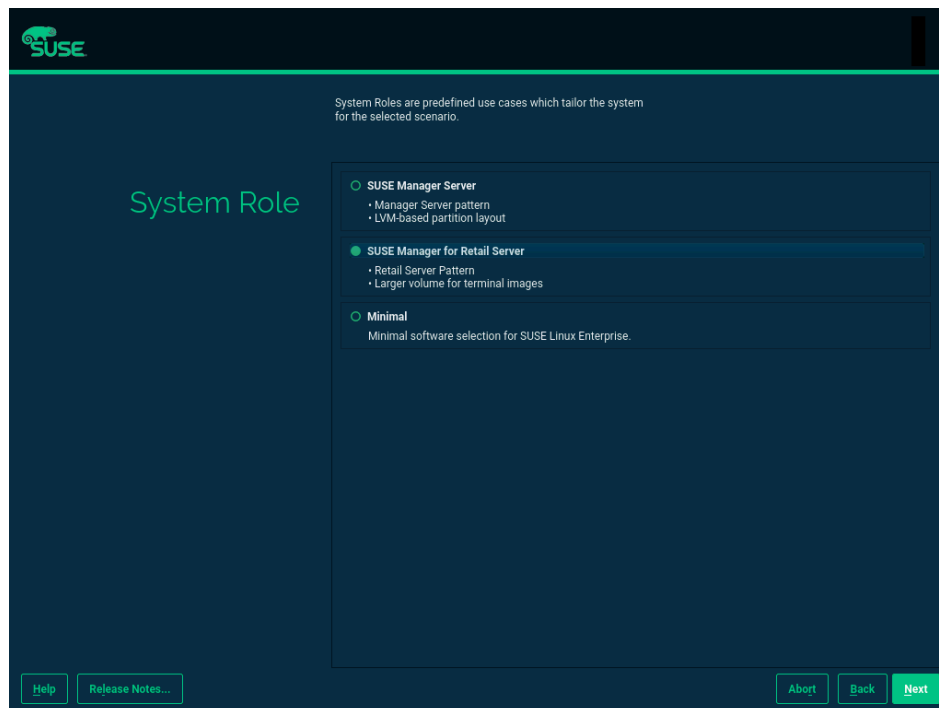 SUSE
System Roles are predefined use cases which tailor the system
for the selected scenario.
System Role
SUSE Manager Server
• Manager Server pattern
• LVM-based partition layout
SUSE Manager for Retail Server
• Retail Server Pattern
• Larger volume for terminal images
Minimal
Minimal software selection for SUSE Linux Enterprise.
Help
Release Notes...
Abort
Back
Next